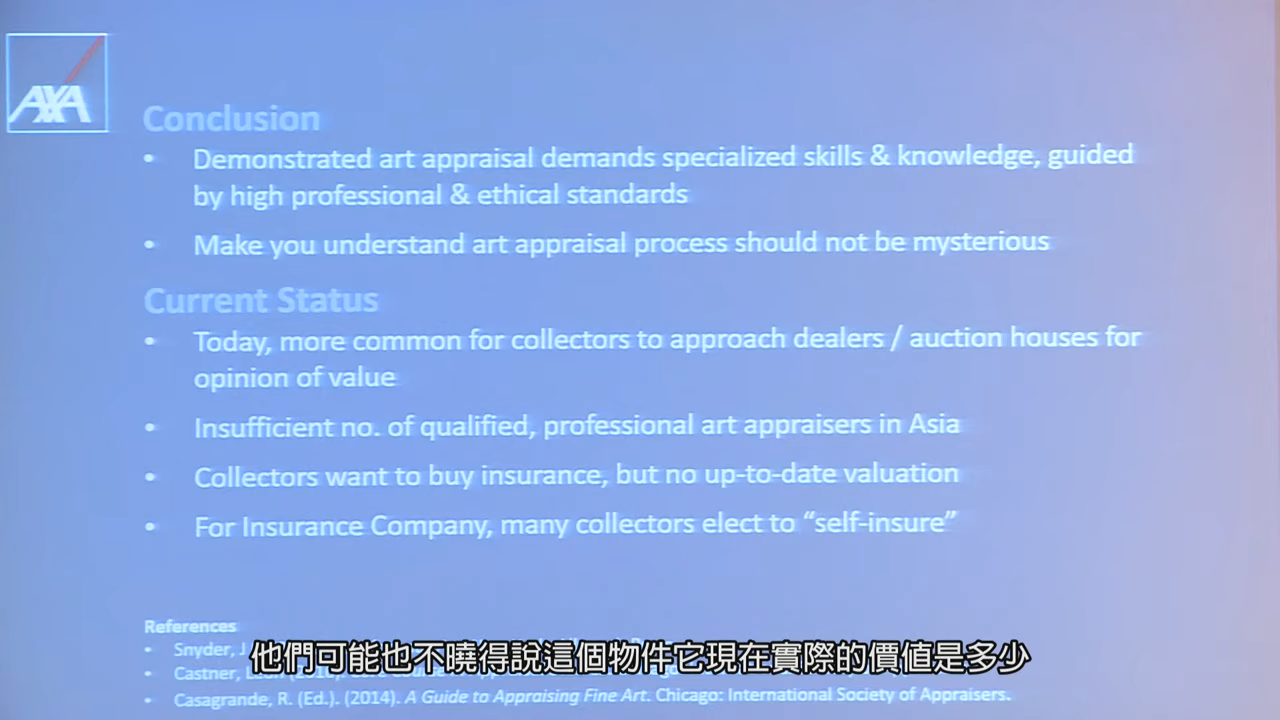 AXA
Conclusion
• Demonstrated art appraisal demands specialized skills & knowledge, guided
by high professional & ethical standards
• Make you understand art appraisal process should not be mysterious
Current Status
• Today, more common for collectors to approach dealers / auction houses for
opinion of value
• Insufficient no. of qualified, professional art appraisers in Asia
• Collectors want to buy insurance, but no up-to-date valuation
• For Insurance Company, many collectors elect to “self-insure”
References
• Snyder,
• Castner,
他們可能也不曉得說這個物件它現在實際的價值是多少
• Casagrande, R. (Ed.). (2014). A Guide to Appraising Fine Art. Chicago: International Society of Appraisers.